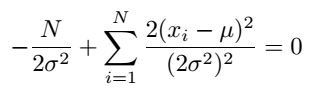 $$-\frac{N}{2\sigma^2} + \sum_{i=1}^{N} \frac{2(x_i - \mu)^2}{(2\sigma^2)^2} = 0$$